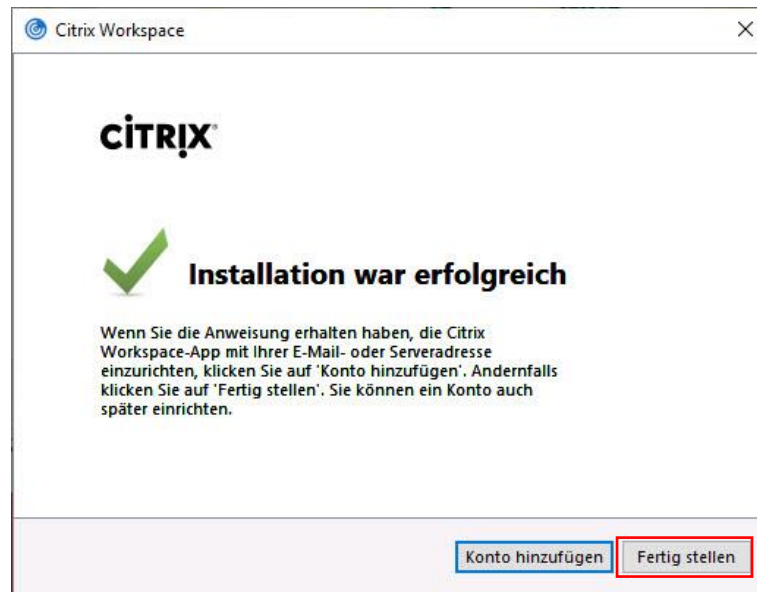 Citrix Workspace
CİTRIX
Installation war erfolgreich
Wenn Sie die Anweisung erhalten haben, die Citrix
Workspace-App mit Ihrer E-Mail- oder Serveradresse
einzurichten, klicken Sie auf 'Konto hinzufügen'. Andernfalls
klicken Sie auf 'Fertig stellen'. Sie können ein Konto auch
später einrichten.
Konto hinzufügen Fertig stellen